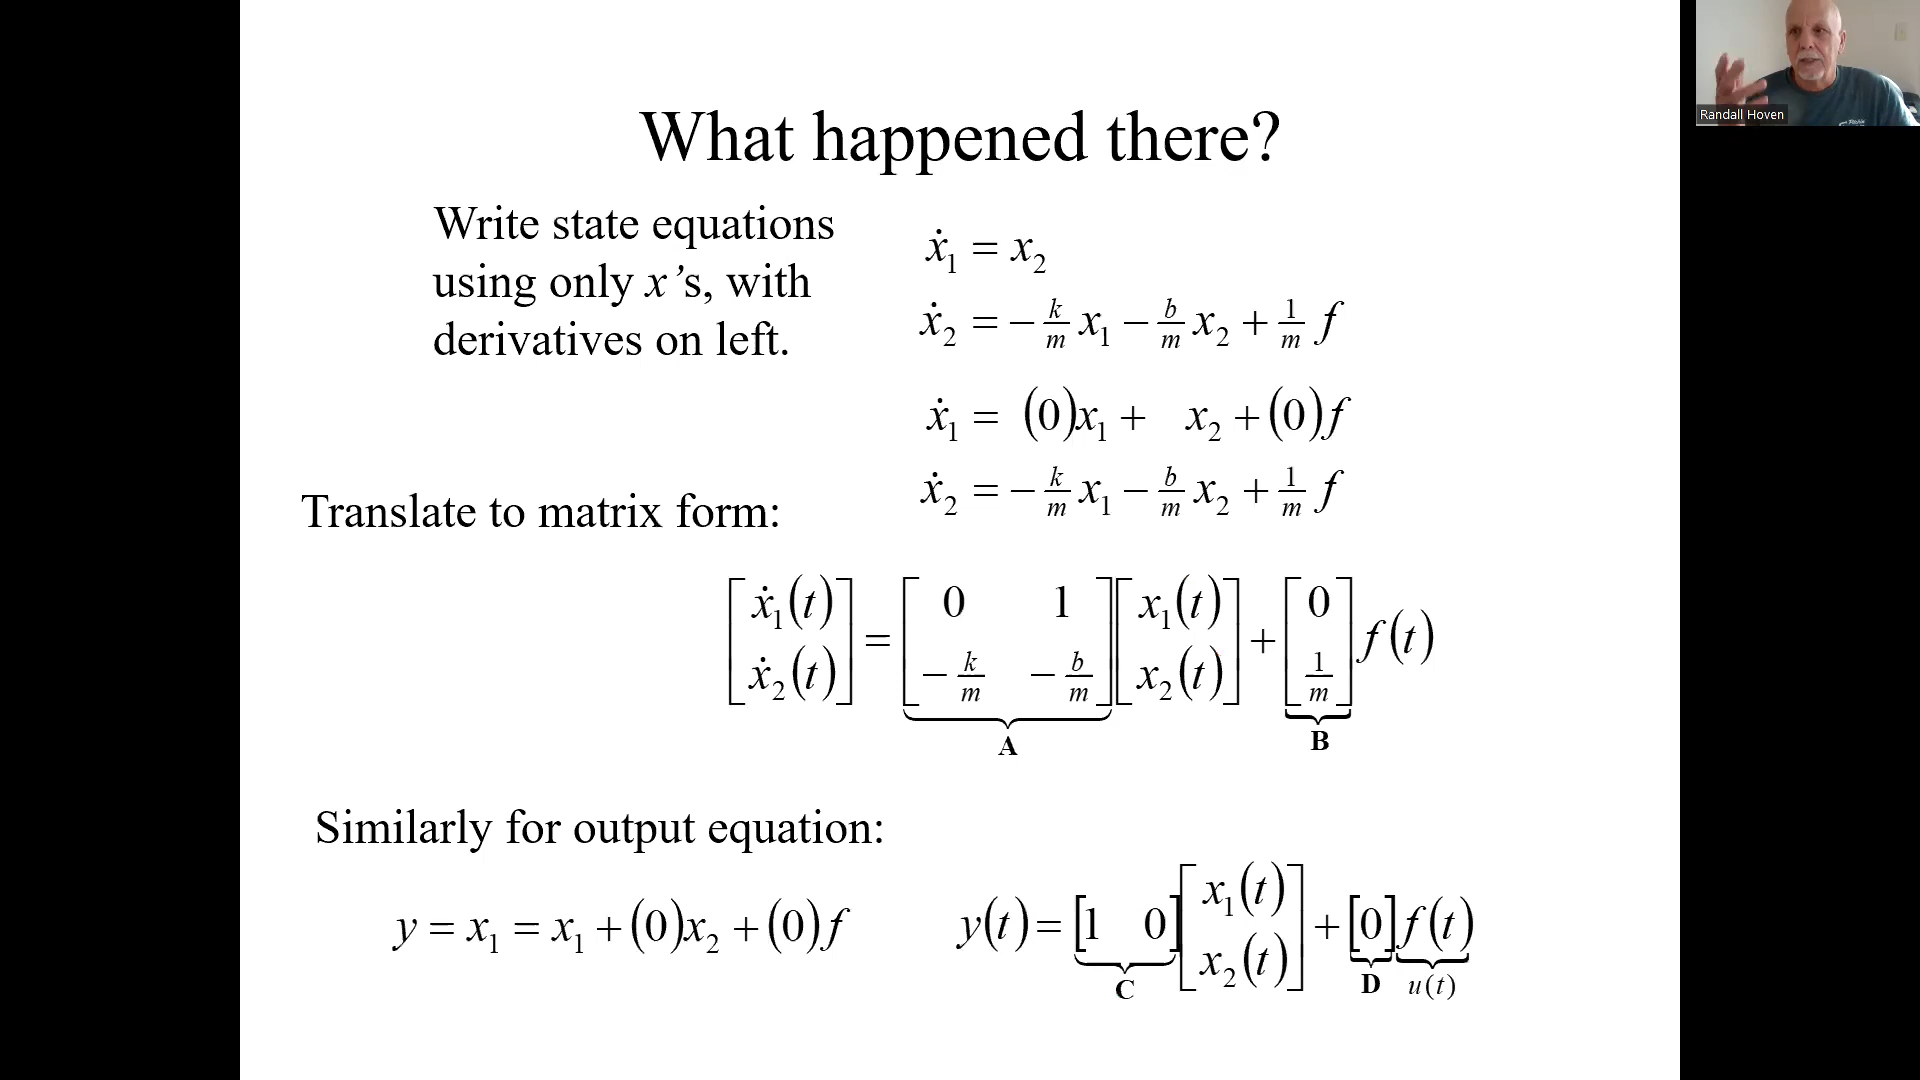 Randall Hoven
What happened there?
Write state equations
using only x's, with
derivatives on left.
ẋ₁ = x₂
ẋ₂ = −k/m x₁ − b/m x₂ + 1/m f
ẋ₁ = (0)x₁ + x₂ + (0)f
ẋ₂ = −k/m x₁ − b/m x₂ + 1/m f
Translate to matrix form:
[ẋ₁(t) ; ẋ₂(t)] = [0 1 ; −k/m −b/m] [x₁(t) ; x₂(t)] + [0 ; 1/m] f(t)
A B
Similarly for output equation:
y = x₁ = x₁ + (0)x₂ + (0)f
y(t) = [1 0] [x₁(t) ; x₂(t)] + [0] f(t)
C D u(t)